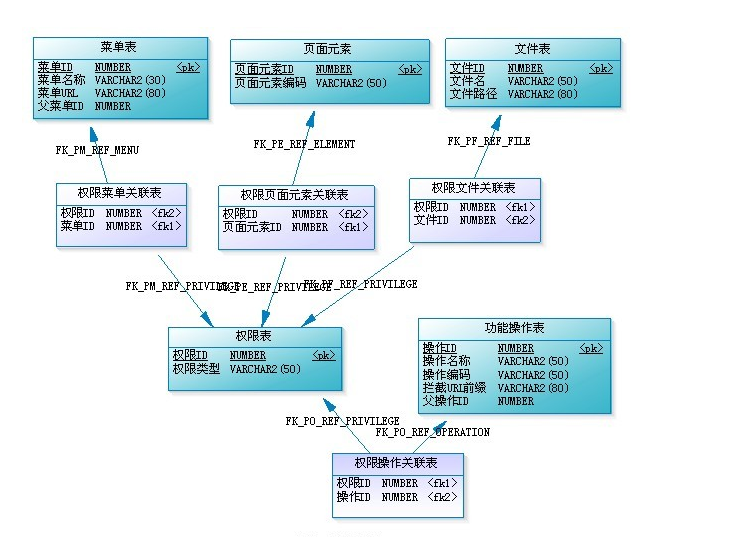 菜单表
菜单ID NUMBER <pk>
菜单名称 VARCHAR2(30)
菜单URL VARCHAR2(80)
父菜单ID NUMBER
页面元素
页面元素ID NUMBER <pk>
页面元素编码 VARCHAR2(50)
文件表
文件ID NUMBER <pk>
文件名 VARCHAR2(50)
文件路径 VARCHAR2(80)
FK_PM_REF_MENU
FK_PE_REF_ELEMENT
FK_PF_REF_FILE
权限菜单关联表
权限ID NUMBER <fk2>
菜单ID NUMBER <fk1>
权限页面元素关联表
权限ID NUMBER <fk2>
页面元素ID NUMBER <fk1>
权限文件关联表
权限ID NUMBER <fk1>
文件ID NUMBER <fk2>
FK_PM_REF_PRIVILEGE
FK_PE_REF_PRIVILEGE
FK_PF_REF_PRIVILEGE
权限表
权限ID NUMBER <pk>
权限类型 VARCHAR2(50)
功能操作表
操作ID NUMBER <pk>
操作名称 VARCHAR2(50)
操作编码 VARCHAR2(50)
拦截URL前缀 VARCHAR2(80)
父操作ID NUMBER
FK_PO_REF_PRIVILEGE
FK_PO_REF_OPERATION
权限操作关联表
权限ID NUMBER <fk1>
操作ID NUMBER <fk2>